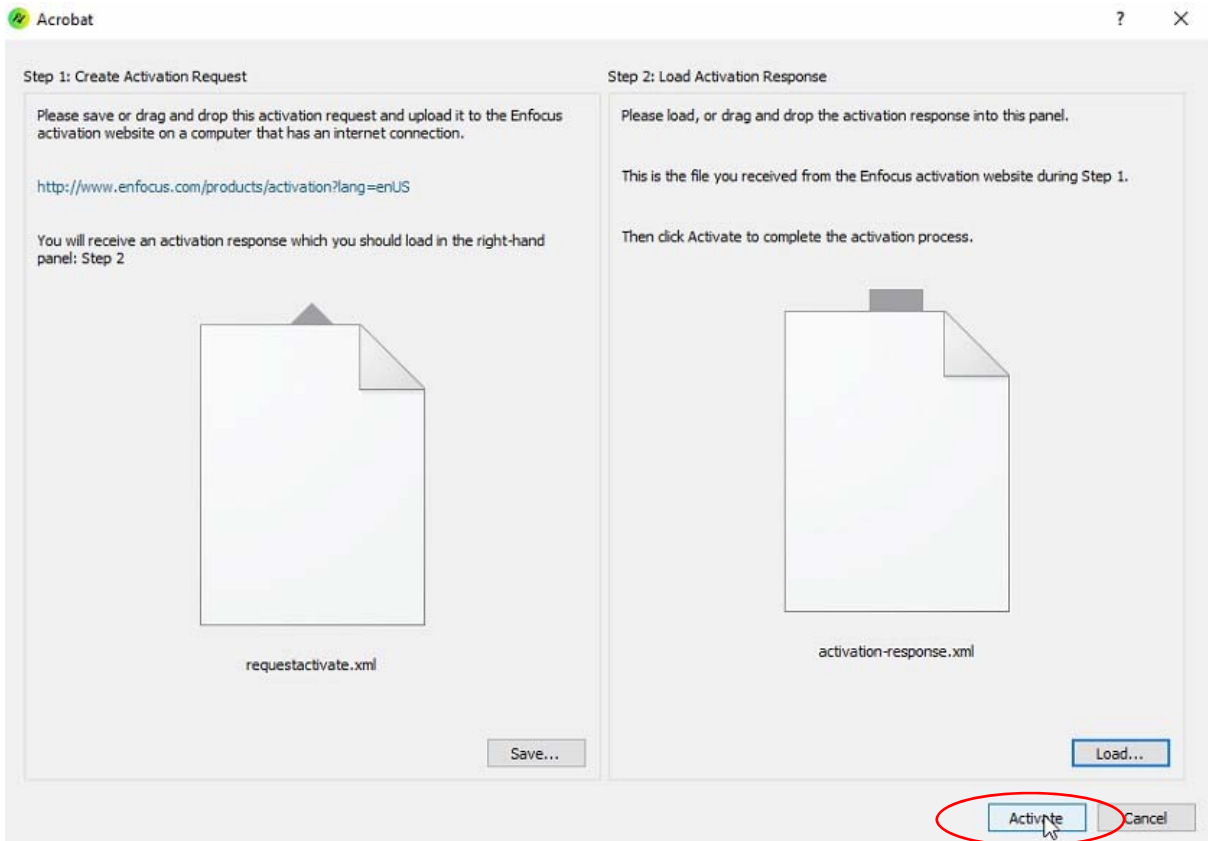 Acrobat
?
Step 1: Create Activation Request
Please save or drag and drop this activation request and upload it to the Enfocus
activation website on a computer that has an internet connection.
http://www.enfocus.com/products/activation?lang=enUS
You will receive an activation response which you should load in the right-hand
panel: Step 2
requestactivate.xml
Save...
Step 2: Load Activation Response
Please load, or drag and drop the activation response into this panel.
This is the file you received from the Enfocus activation website during Step 1.
Then click Activate to complete the activation process.
activation-response.xml
Load...
Activate
Cancel